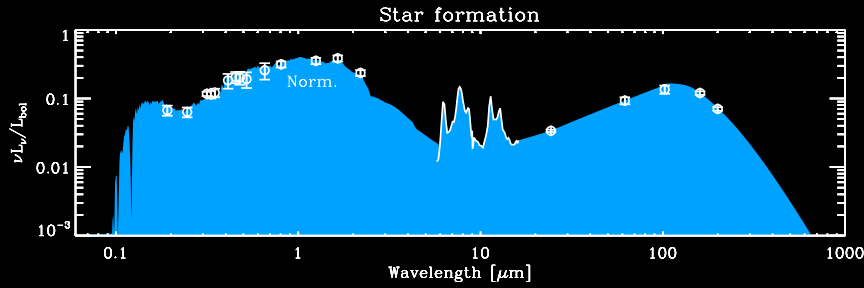 Star formation
νLν/Lbol
1
0.1
0.01
10⁻³
Norm.
0.1 1 10 100 1000
Wavelength [μm]